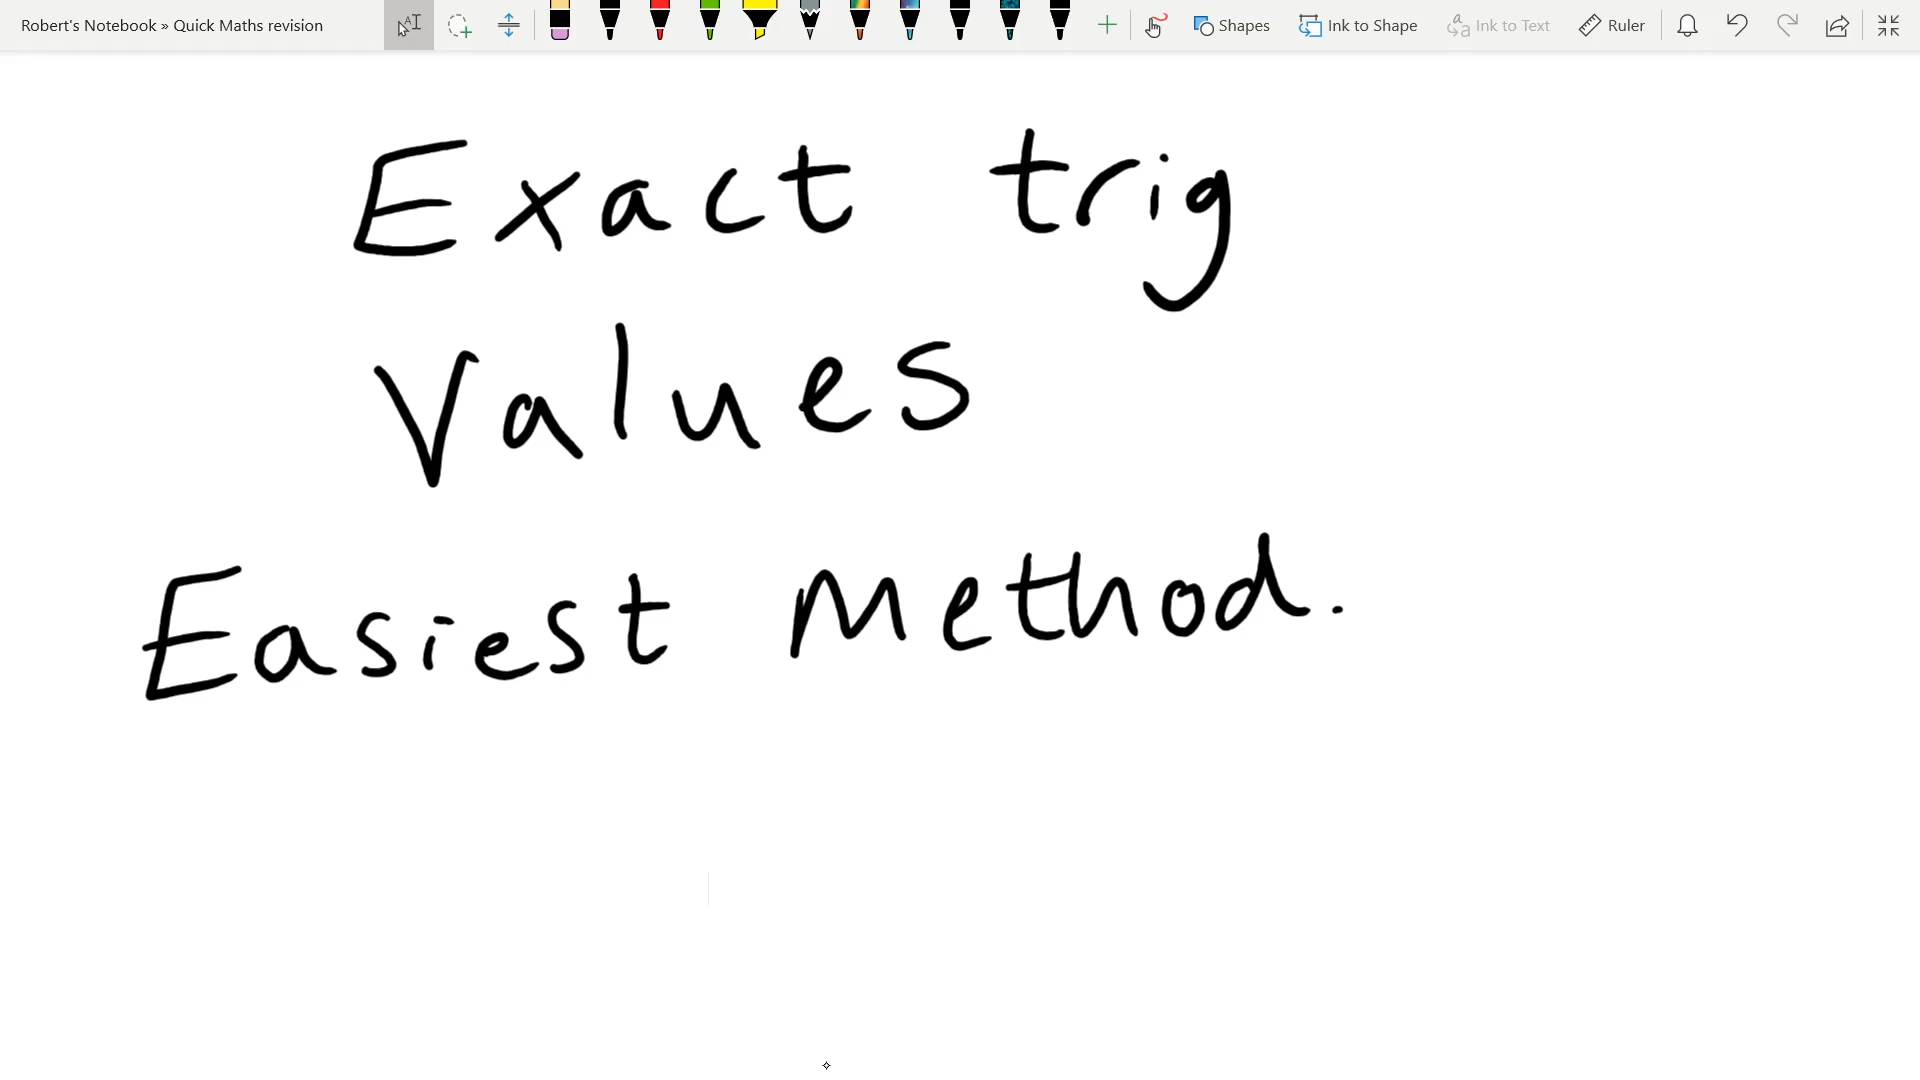 Robert's Notebook » Quick Maths revision Shapes Ink to Shape Ink to Text Ruler
Exact trig
Values
Easiest Method.